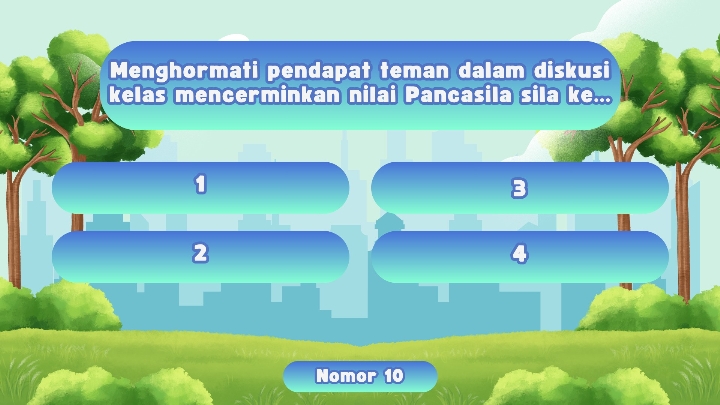 Menghormati pendapat teman dalam diskusi
kelas mencerminkan nilai Pancasila sila ke...
1
3
2
4
Nomor 10